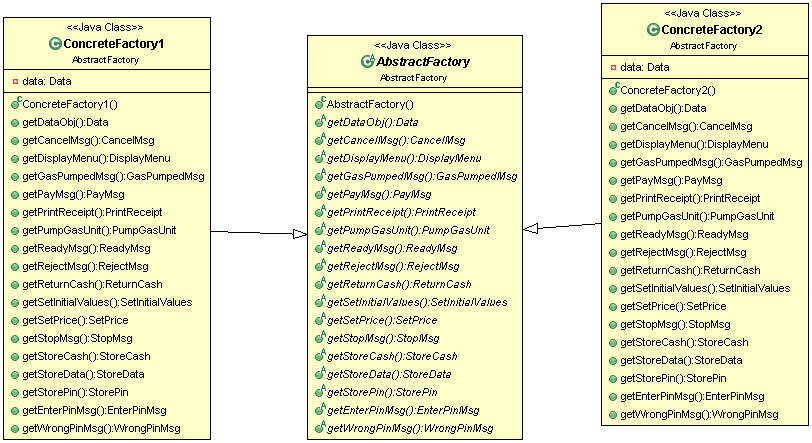 <<Java Class>>
ConcreteFactory1
AbstractFactory
data: Data
ConcreteFactory1()
getDataObj():Data
getCancelMsg():CancelMsg
getDisplayMenu():DisplayMenu
getGasPumpedMsg():GasPumpedMsg
getPayMsg():PayMsg
getPrintReceipt():PrintReceipt
getPumpGasUnit():PumpGasUnit
getReadyMsg():ReadyMsg
getRejectMsg():RejectMsg
getReturnCash():ReturnCash
getSetInitialValues():SetInitialValues
getSetPrice():SetPrice
getStopMsg():StopMsg
getStoreCash():StoreCash
getStoreData():StoreData
getStorePin():StorePin
getEnterPinMsg():EnterPinMsg
getWrongPinMsg():WrongPinMsg
<<Java Class>>
AbstractFactory
AbstractFactory
AbstractFactory()
getDataObj():Data
getCancelMsg():CancelMsg
getDisplayMenu():DisplayMenu
getGasPumpedMsg():GasPumpedMsg
getPayMsg():PayMsg
getPrintReceipt():PrintReceipt
getPumpGasUnit():PumpGasUnit
getReadyMsg():ReadyMsg
getRejectMsg():RejectMsg
getReturnCash():ReturnCash
getSetInitialValues():SetInitialValues
getSetPrice():SetPrice
getStopMsg():StopMsg
getStoreCash():StoreCash
getStoreData():StoreData
getStorePin():StorePin
getEnterPinMsg():EnterPinMsg
getWrongPinMsg():WrongPinMsg
<<Java Class>>
ConcreteFactory2
AbstractFactory
data: Data
ConcreteFactory2()
getDataObj():Data
getCancelMsg():CancelMsg
getDisplayMenu():DisplayMenu
getGasPumpedMsg():GasPumpedMsg
getPayMsg():PayMsg
getPrintReceipt():PrintReceipt
getPumpGasUnit():PumpGasUnit
getReadyMsg():ReadyMsg
getRejectMsg():RejectMsg
getReturnCash():ReturnCash
getSetInitialValues():SetInitialValues
getSetPrice():SetPrice
getStopMsg():StopMsg
getStoreCash():StoreCash
getStoreData():StoreData
getStorePin():StorePin
getEnterPinMsg():EnterPinMsg
getWrongPinMsg():WrongPinMsg